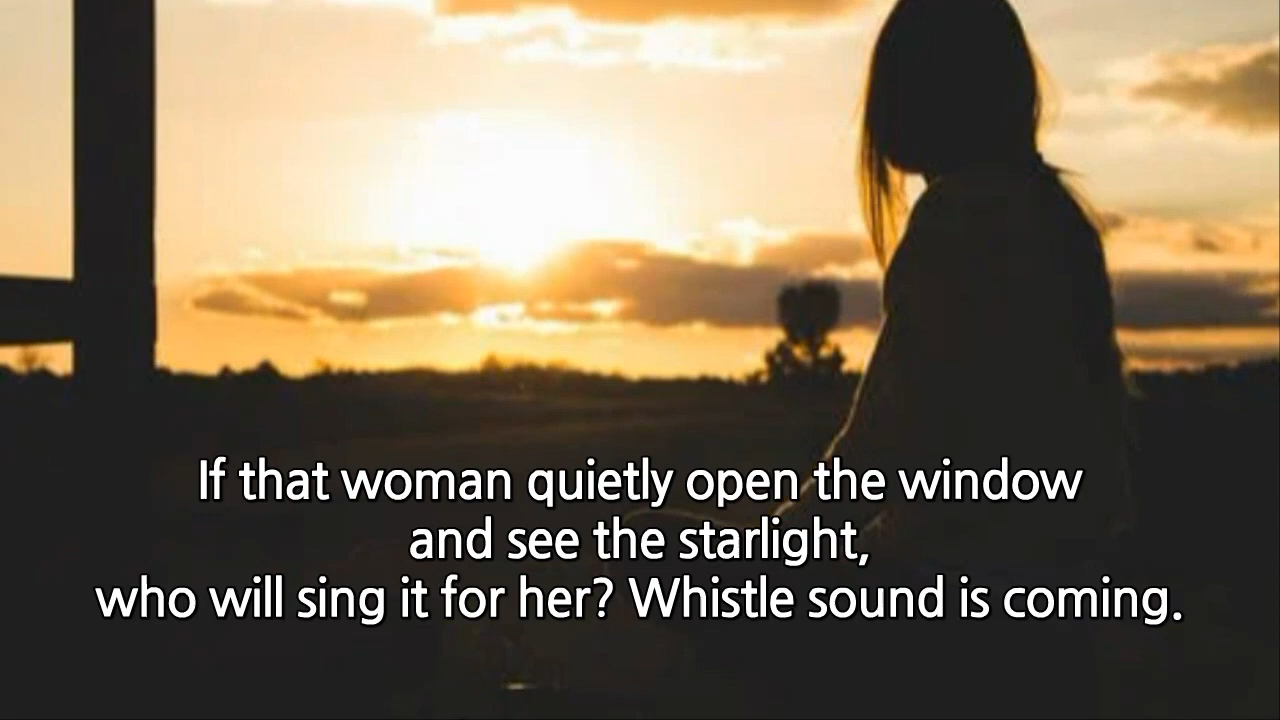 If that woman quietly open the window
and see the starlight,
who will sing it for her? Whistle sound is coming.